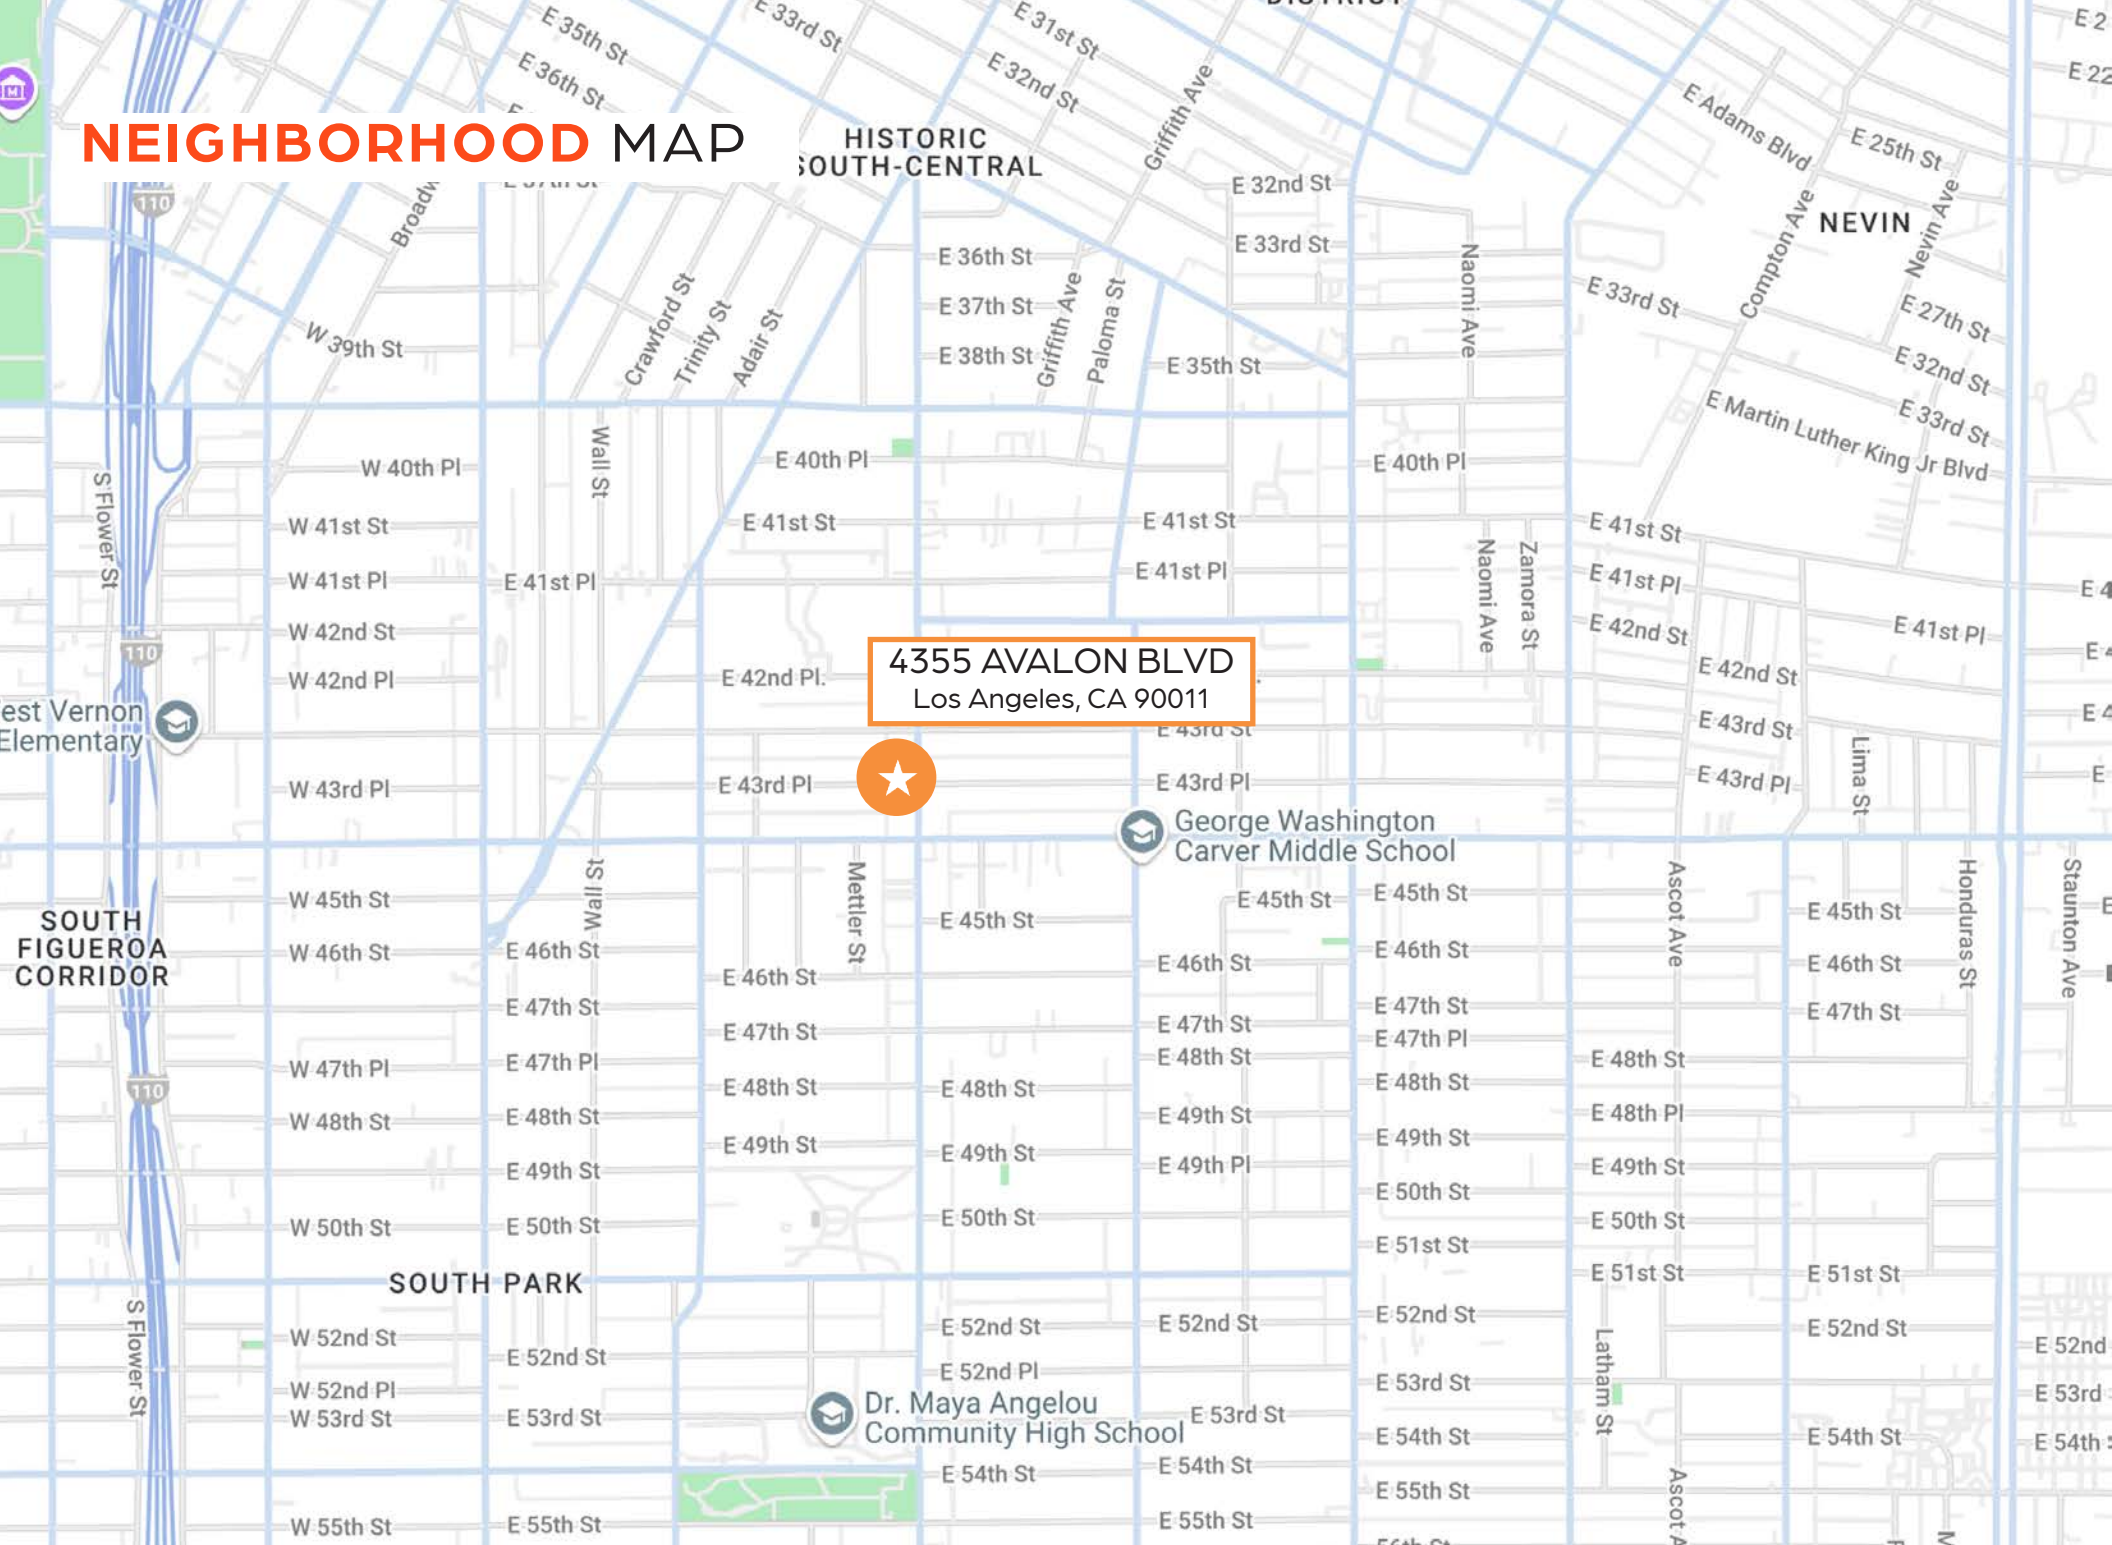 NEIGHBORHOOD MAP
4355 AVALON BLVD
Los Angeles, CA 90011
E 35th St
E 33rd St
E 31st St
E 36th St
E 32nd St
Griffith Ave
E Adams Blvd
E 25th St
HISTORIC
SOUTH-CENTRAL
E 32nd St
E 33rd St
NEVIN
Compton Ave
Nevin Ave
110
E 36th St
E 37th St
E 38th St
Griffith Ave
Paloma St
E 35th St
Naomi Ave
E 33rd St
E 27th St
E 32nd St
E 33rd St
E Martin Luther King Jr Blvd
W 39th St
Crawford St
Trinity St
Adair St
W 40th Pl
Wall St
E 40th Pl
E 40th Pl
S Flower St
W 41st St
E 41st St
E 41st St
E 41st St
W 41st Pl
E 41st Pl
E 41st Pl
Naomi Ave
Zamora St
E 41st Pl
W 42nd St
E 42nd St
E 41st Pl
110
W 42nd Pl
E 42nd Pl.
E 42nd St
Vernon
Elementary
E 43rd St
E 43rd St
W 43rd Pl
E 43rd Pl
E 43rd Pl
E 43rd Pl
Lima St
George Washington
Carver Middle School
Wall St
Mettler St
Ascot Ave
Honduras St
Staunton Ave
SOUTH
FIGUEROA
CORRIDOR
W 45th St
E 45th St
E 45th St
E 45th St
E 45th St
W 46th St
E 46th St
E 46th St
E 46th St
E 46th St
E 46th St
E 47th St
E 47th St
E 47th St
E 47th St
E 47th St
W 47th Pl
E 47th Pl
E 47th Pl
110
E 48th St
E 48th St
E 48th St
E 48th St
E 48th St
W 48th St
E 48th St
E 48th Pl
E 49th St
E 49th St
E 49th St
E 49th St
E 49th St
E 49th St
E 49th Pl
W 50th St
E 50th St
E 50th St
E 50th St
E 50th St
SOUTH PARK
E 51st St
E 51st St
E 51st St
S Flower St
W 52nd St
E 52nd St
E 52nd St
E 52nd St
E 52nd St
E 52nd St
E 52nd
W 52nd Pl
E 52nd Pl
Latham St
W 53rd St
E 53rd St
E 53rd St
E 53rd St
E 53rd
Dr. Maya Angelou
Community High School
E 54th St
E 54th St
E 54th St
E 54th St
E 54th
W 55th St
E 55th St
E 55th St
E 55th St
Ascot